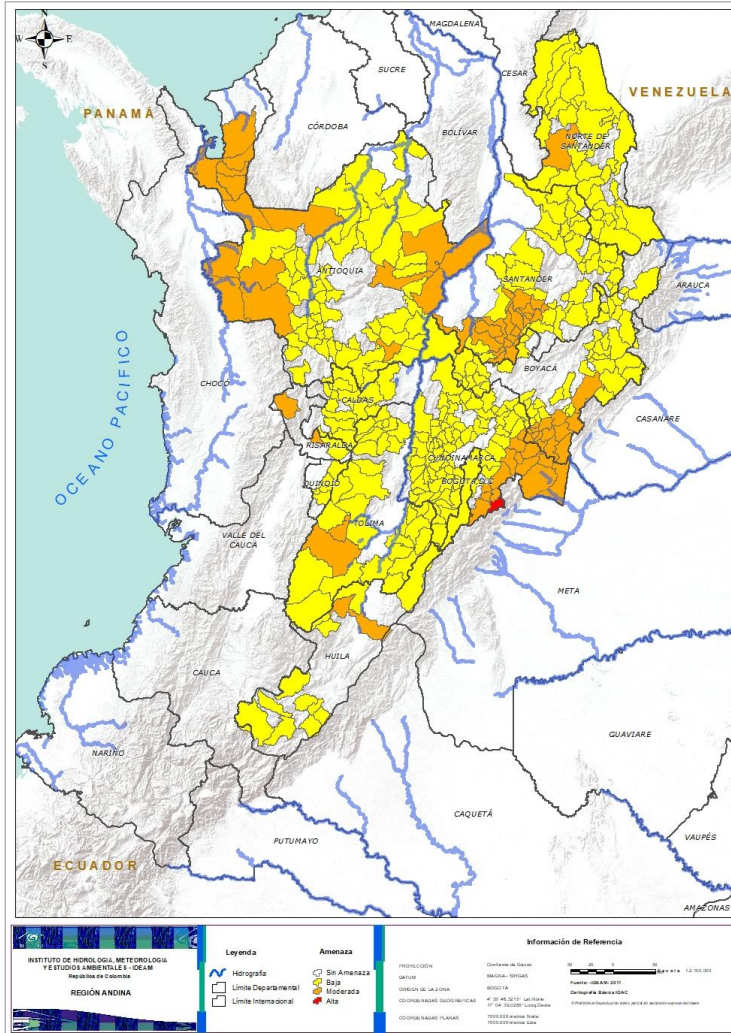 N
W E
S
MAGDALENA
SUCRE
CESAR
VENEZUELA
PANAMÁ
CÓRDOBA
BOLÍVAR
NORTE DE
SANTANDER
ANTIOQUIA
SANTANDER
ARAUCA
OCEANO PACIFICO
CHOCÓ
BOYACÁ
CALDAS
CASANARE
RISARALDA
CUNDINAMARCA
QUINDIO
BOGOTÁ D.C
TOLIMA
VALLE DEL
CAUCA
META
HUILA
CAUCA
NARIÑO
GUAVIARE
CAQUETÁ
PUTUMAYO
VAUPÉS
ECUADOR
AMAZONAS
INSTITUTO DE HIDROLOGIA, METEOROLOGIA
Y ESTUDIOS AMBIENTALES - IDEAM
República de Colombia
REGIÓN ANDINA
Leyenda
Hidrografía
Límite Departamental
Límite Internacional
Amenaza
Sin Amenaza
Baja
Moderada
Alta
Información de Referencia
PROYECCIÓN Conforme de Gauss
DATUM MAGNA - SIRGAS
ORIGEN DE LA ZONA BOGOTA
COORDENADAS GEOGRÁFICAS
COORDENADAS PLANAS
Fuente: IDEAM 2011
Cartografía Básica IGAC